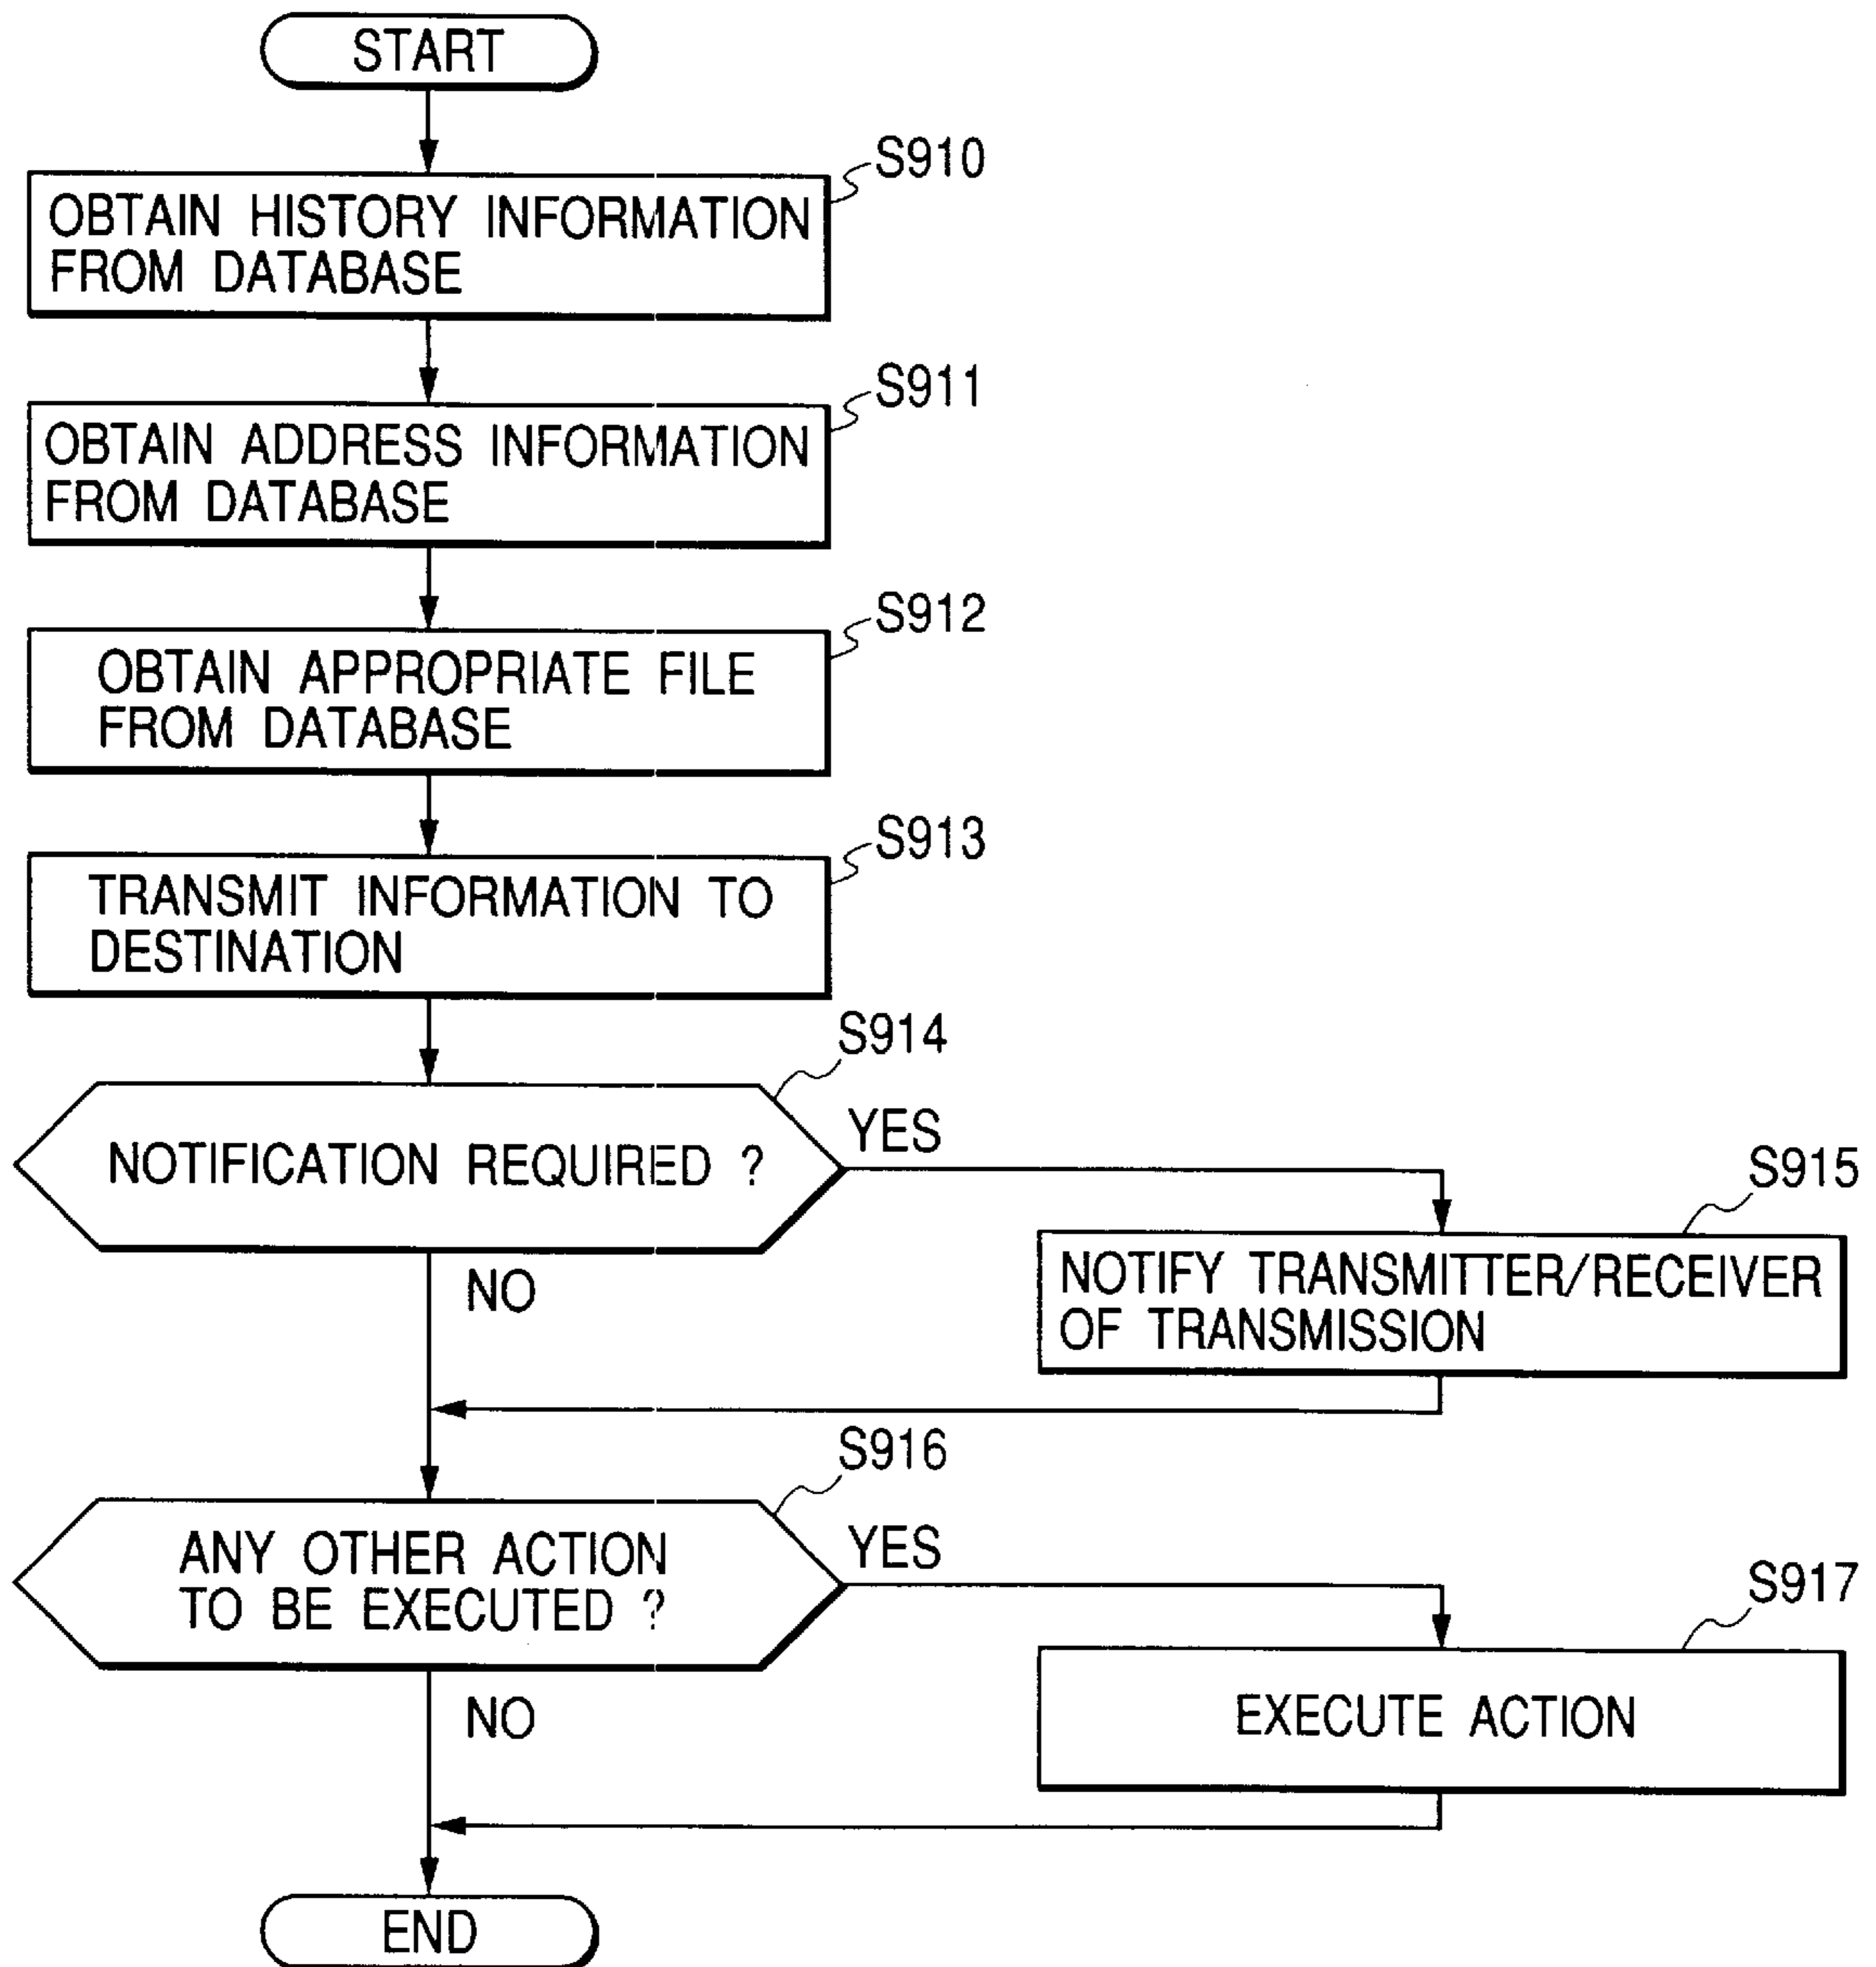 START
S910
OBTAIN HISTORY INFORMATION
FROM DATABASE
S911
OBTAIN ADDRESS INFORMATION
FROM DATABASE
S912
OBTAIN APPROPRIATE FILE
FROM DATABASE
S913
TRANSMIT INFORMATION TO
DESTINATION
S914
NOTIFICATION REQUIRED ?
YES
NO
S915
NOTIFY TRANSMITTER/RECEIVER
OF TRANSMISSION
S916
ANY OTHER ACTION
TO BE EXECUTED ?
YES
NO
S917
EXECUTE ACTION
END